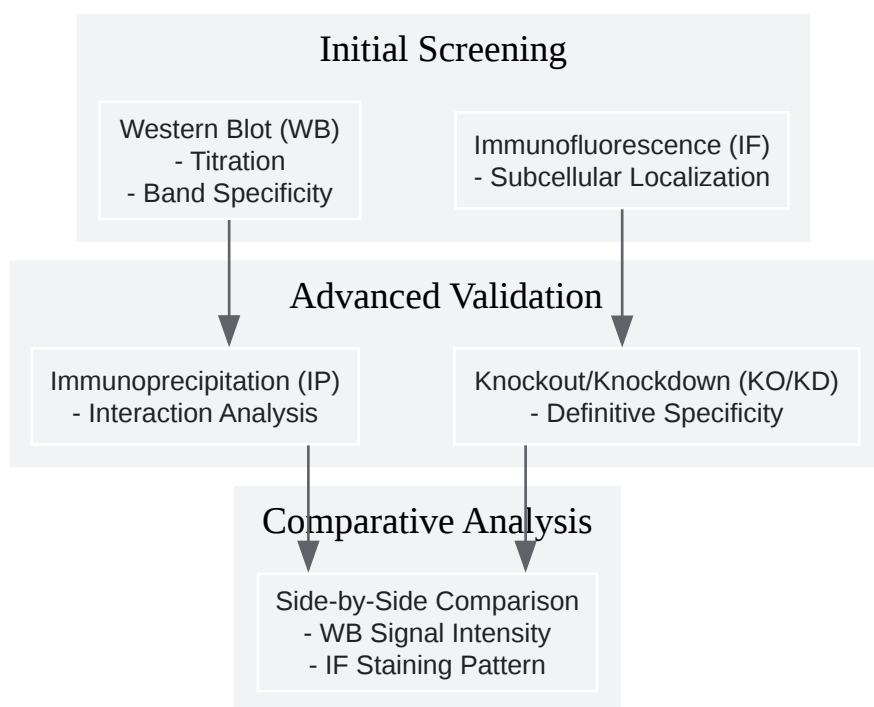 Initial Screening
Western Blot (WB)
- Titration
- Band Specificity
Immunofluorescence (IF)
- Subcellular Localization
Advanced Validation
Immunoprecipitation (IP)
- Interaction Analysis
Knockout/Knockdown (KO/KD)
- Definitive Specificity
Comparative Analysis
Side-by-Side Comparison
- WB Signal Intensity
- IF Staining Pattern